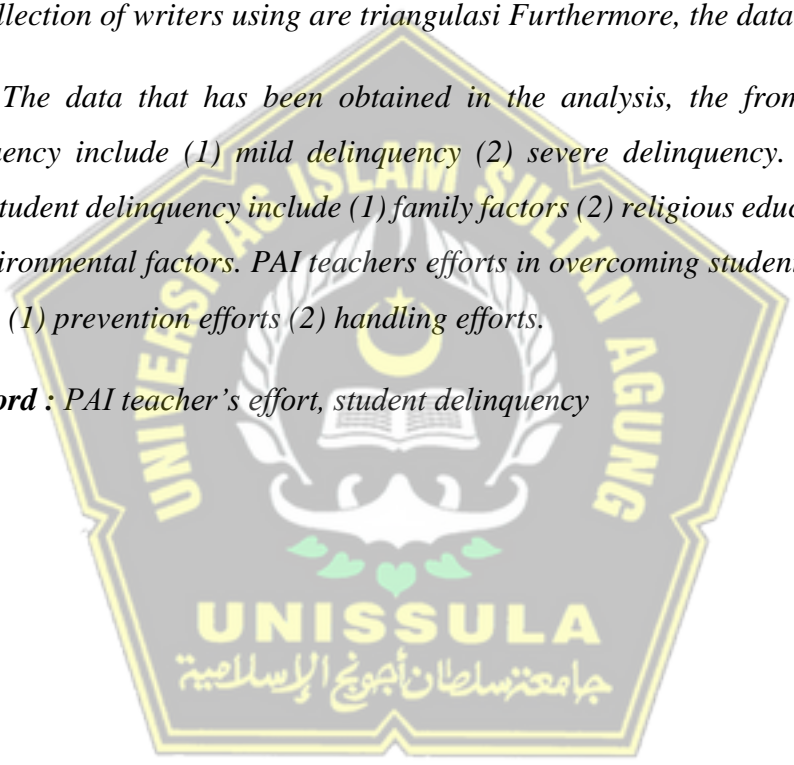 llection of writers using are triangulasi Furthermore, the data
The data that has been obtained in the analysis, the from
uency include (1) mild delinquency (2) severe delinquency.
tudent delinquency include (1) family factors (2) religious educ
ironmental factors. PAI teachers efforts in overcoming studen
(1) prevention efforts (2) handling efforts.
ord : PAI teacher’s effort, student delinquency
UNIVERSITAS ISLAM SULTAN AGUNG
UNISSULA
جامعة سلطان أجونج الإسلامية